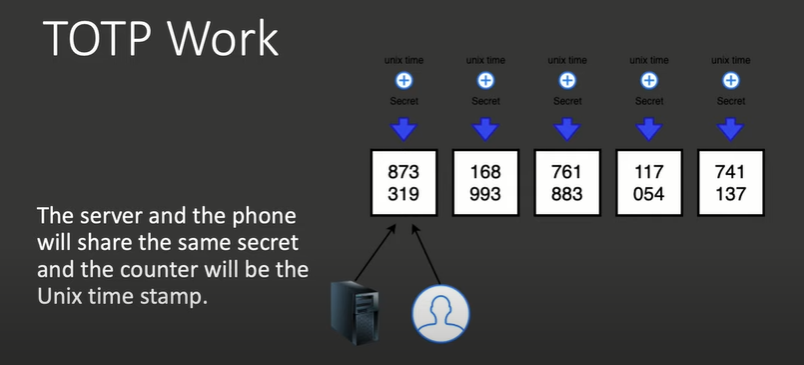 TOTP Work
unix time unix time unix time unix time unix time
Secret Secret Secret Secret Secret
873 168 761 117 741
319 993 883 054 137
The server and the phone
will share the same secret
and the counter will be the
Unix time stamp.